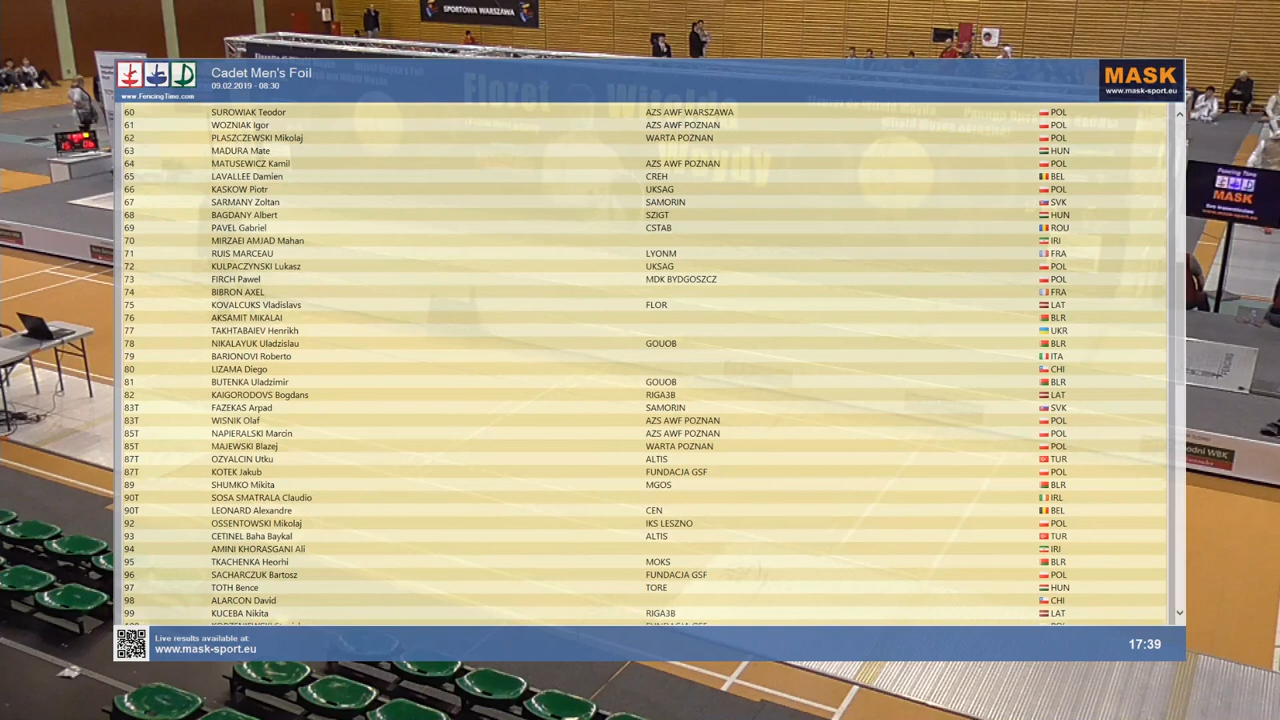 SPORTOWA WARSZAWA
Cadet Men's Foil
09.02.2019 - 08:30
www.FencingTime.com
MASK
www.mask-sport.eu
60 SUROWIAK Teodor AZS AWF WARSZAWA POL
61 WOZNIAK Igor AZS AWF POZNAN POL
62 PLASZCZEWSKI Mikolaj WARTA POZNAN POL
63 MADURA Mate HUN
64 MATUSEWICZ Kamil AZS AWF POZNAN POL
65 LAVALLEE Damien CREH BEL
66 KASKOW Piotr UKSAG POL
67 SARMANY Zoltan SAMORIN SVK
68 BAGDANY Albert SZIGT HUN
69 PAVEL Gabriel CSTAB ROU
70 MIRZAEI AMJAD Mahan IRI
71 RUIS MARCEAU LYONM FRA
72 KULPACZYNSKI Lukasz UKSAG POL
73 FIRCH Pawel MDK BYDGOSZCZ POL
74 BIBRON AXEL FRA
75 KOVALCUKS Vladislavs FLOR LAT
76 AKSAMIT MIKALAI BLR
77 TAKHTABAIEV Henrikh UKR
78 NIKALAYUK Uladzislau GOUOB BLR
79 BARIONOVI Roberto ITA
80 LIZAMA Diego CHI
81 BUTENKA Uladzimir GOUOB BLR
82 KAIGORODOVS Bogdans RIGA3B LAT
83T FAZEKAS Arpad SAMORIN SVK
83T WISNIK Olaf AZS AWF POZNAN POL
85T NAPIERALSKI Marcin AZS AWF POZNAN POL
85T MAJEWSKI Blazej WARTA POZNAN POL
87T OZYALCIN Utku ALTIS TUR
87T KOTEK Jakub FUNDACJA GSF POL
89 SHUMKO Mikita MGOS BLR
90T SOSA SMATRALA Claudio IRL
90T LEONARD Alexandre CEN BEL
92 OSSENTOWSKI Mikolaj IKS LESZNO POL
93 CETINEL Baha Baykal ALTIS TUR
94 AMINI KHORASGANI Ali IRI
95 TKACHENKA Heorhi MOKS BLR
96 SACHARCZUK Bartosz FUNDACJA GSF POL
97 TOTH Bence TORE HUN
98 ALARCON David CHI
99 KUCEBA Nikita RIGA3B LAT
Fencing Time
MASK
Live results available at:
www.mask-sport.eu
17:39